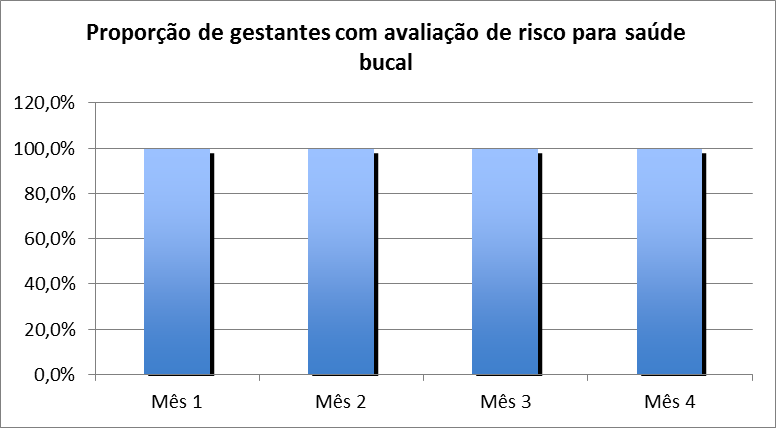 Proporção de gestantes com avaliação de risco para saúde
bucal
120,0%
100,0%
80,0%
60,0%
40,0%
20,0%
0,0%
Mês 1
Mês 2
Mês 3
Mês 4